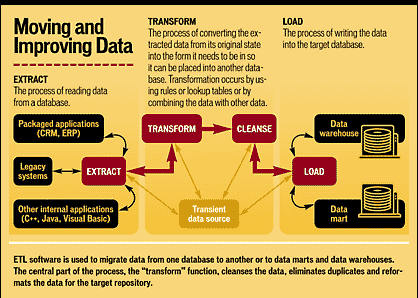 Moving and
Improving Data
EXTRACT
The process of reading data
from a database.
TRANSFORM
The process of converting the ex-
tracted data from its original state
into the form it needs to be in so
it can be placed into another data-
base. Transformation occurs by us-
ing rules or lookup tables or by
combining the data with other data.
LOAD
The process of writing the data
into the target database.
Packaged applications
(CRM, ERP)
Legacy
systems
Other internal applications
(C++, Java, Visual Basic)
EXTRACT
TRANSFORM
CLEANSE
Transient
data source
LOAD
Data
warehouse
Data
mart
ETL software is used to migrate data from one database to another or to data marts and data warehouses.
The central part of the process, the “transform” function, cleanses the data, eliminates duplicates and refor-
mats the data for the target repository.